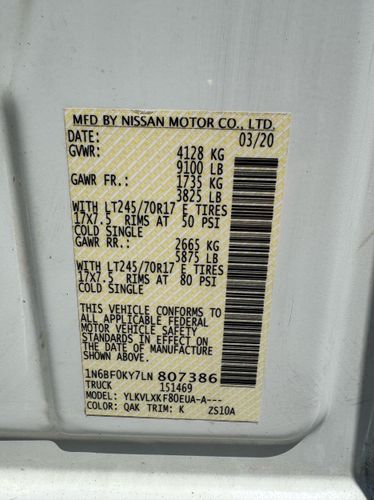 MFD BY NISSAN MOTOR CO., LTD.
DATE: 03/20
GVWR: 4128 KG
9100 LB
GAWR FR.: 1735 KG
3825 LB
WITH LT245/70R17 E TIRES
17X7.5 RIMS AT 50 PSI
COLD SINGLE
GAWR RR.: 2665 KG
5875 LB
WITH LT245/70R17 E TIRES
17X7.5 RIMS AT 80 PSI
COLD SINGLE
THIS VEHICLE CONFORMS TO
ALL APPLICABLE FEDERAL
MOTOR VEHICLE SAFETY
STANDARDS IN EFFECT ON
THE DATE OF MANUFACTURE
SHOWN ABOVE.
1N6BF0KY7LN 807386
TRUCK 151469
MODEL: YLKVLXKF80EUA-A---
COLOR: QAK TRIM: K ZS10A